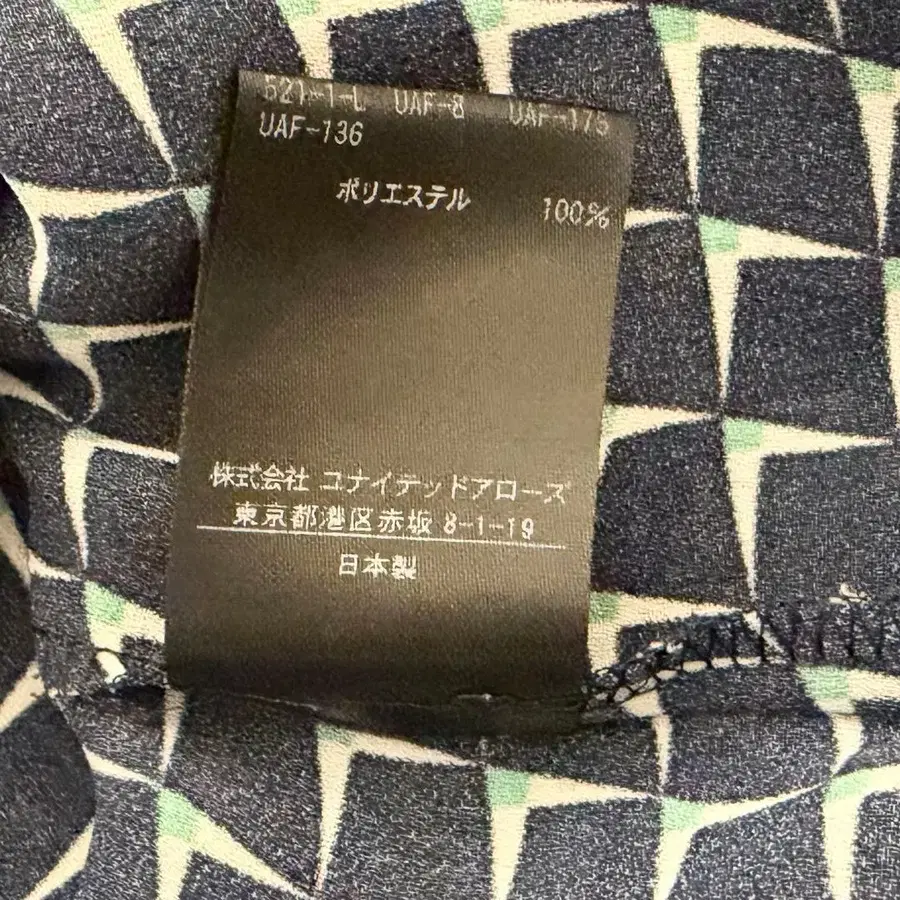 621-1-L UAF-8 UAF-175
UAF-136
ポリエステル 100%
株式会社 ユナイテッドアローズ
東京都港区赤坂 8-1-19
日本製